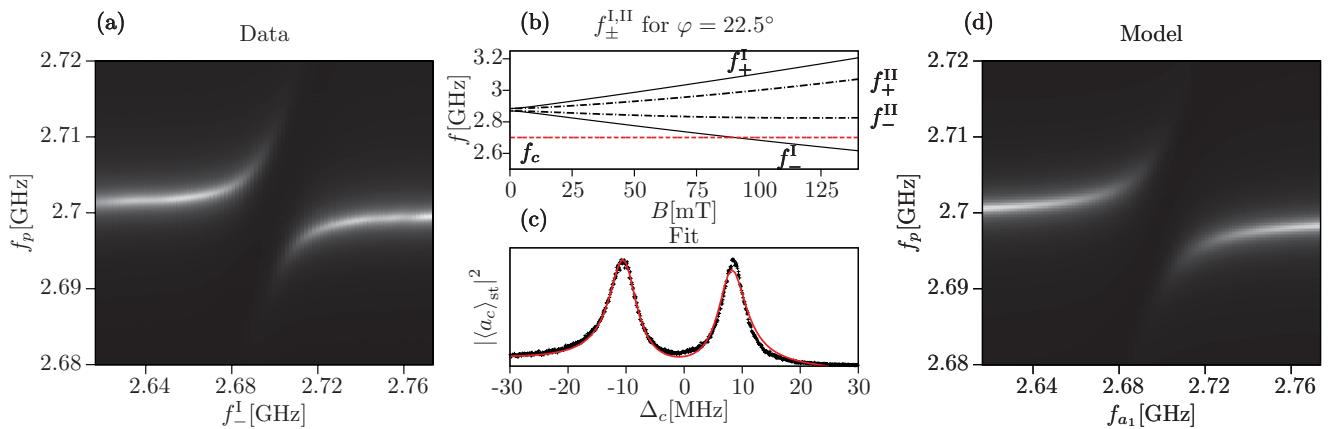 (a)
Data
2.72
2.71
2.7
2.69
2.68
f_p[GHz]
2.64
2.68
2.72
2.76
f_-^I[GHz]
(b)
f_±^{I,II} for φ = 22.5°
3.2
3
2.8
2.6
f[GHz]
f_+^I
f_+^{II}
f_-^{II}
f_c
f_-^I
0
25
50
75
100
125
B[mT]
(c)
Fit
|⟨a_c⟩_st|^2
-30
-20
-10
0
10
20
30
Δ_c[MHz]
(d)
Model
2.72
2.71
2.7
2.69
2.68
f_p[GHz]
2.64
2.68
2.72
2.76
f_{a_1}[GHz]